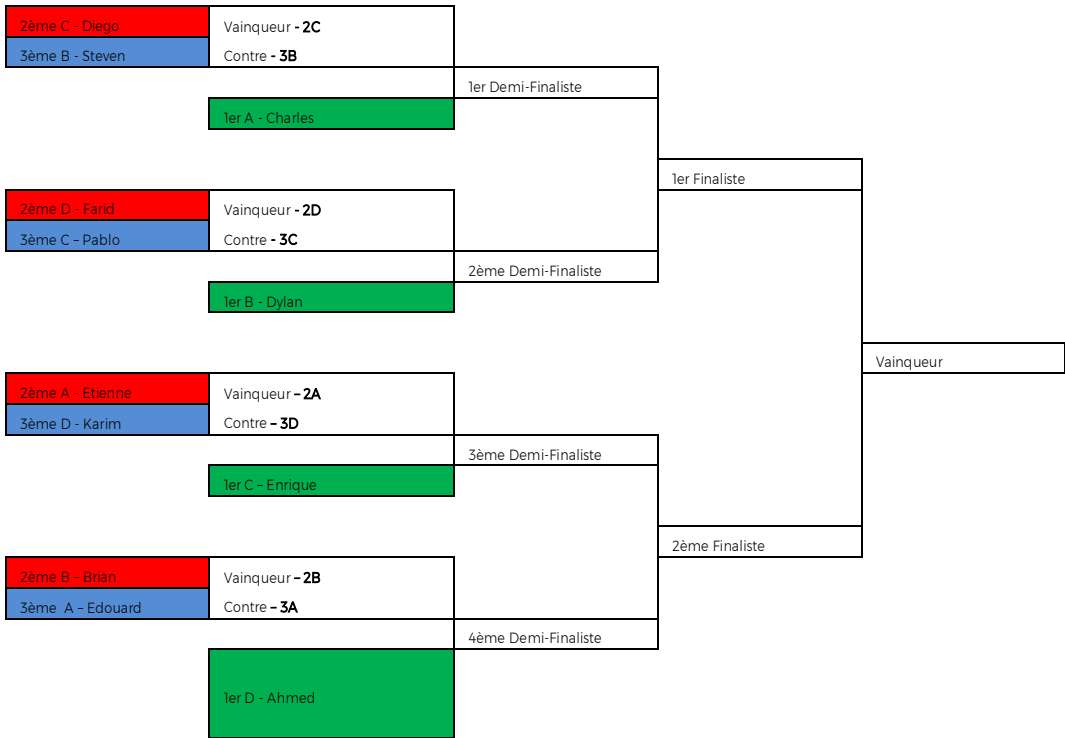 2ème C - Diego
Vainqueur - 2C
3ème B - Steven
Contre - 3B
1er Demi-Finaliste
1er A - Charles
1er Finaliste
2ème D - Farid
Vainqueur - 2D
3ème C – Pablo
Contre - 3C
2ème Demi-Finaliste
1er B - Dylan
Vainqueur
2ème A - Etienne
Vainqueur – 2A
3ème D - Karim
Contre – 3D
3ème Demi-Finaliste
1er C – Enrique
2ème Finaliste
2ème B – Brian
Vainqueur – 2B
3ème  A – Edouard
Contre – 3A
4ème Demi-Finaliste
1er D - Ahmed